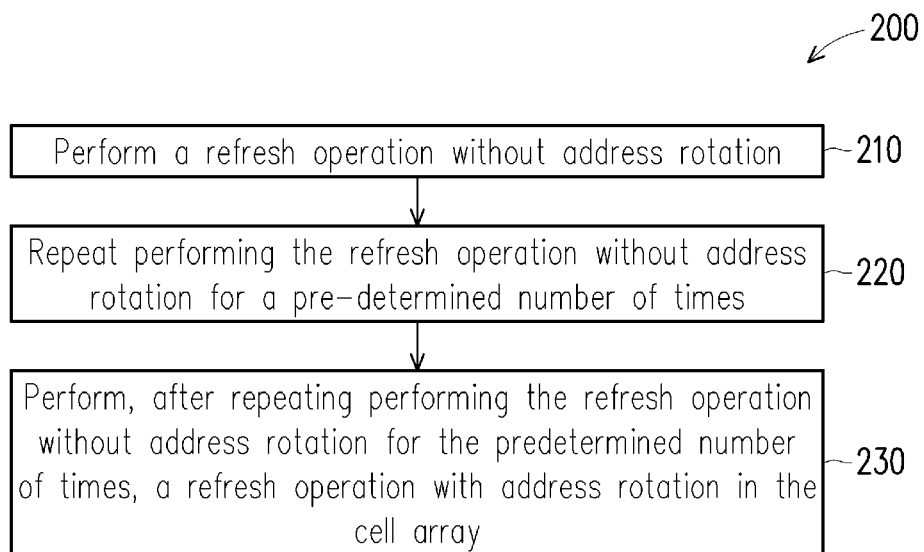 200
Perform a refresh operation without address rotation
210
Repeat performing the refresh operation without address
rotation for a pre-determined number of times
220
Perform, after repeating performing the refresh operation
without address rotation for the predetermined number
of times, a refresh operation with address rotation in the
cell array
230